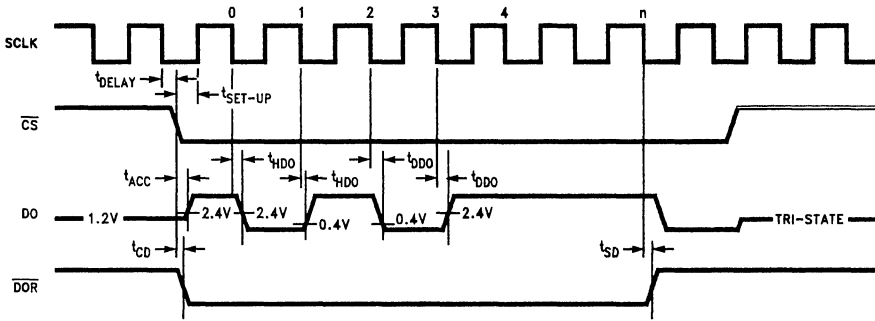 0 1 2 3 4 n
SCLK
tDELAY
tSET-UP
CS
tHDO tDDO
tACC tHDO tDDO
DO 1.2V 2.4V 2.4V 0.4V 0.4V 2.4V TRI-STATE
tCD tSD
DOR